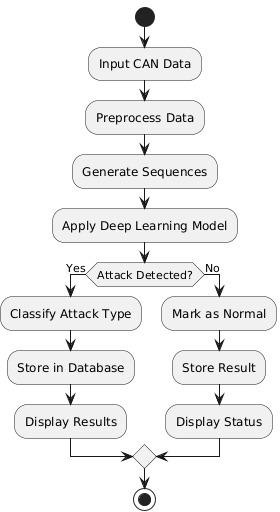 Input CAN Data
Preprocess Data
Generate Sequences
Apply Deep Learning Model
Yes
Attack Detected?
No
Classify Attack Type
Mark as Normal
Store in Database
Store Result
Display Results
Display Status